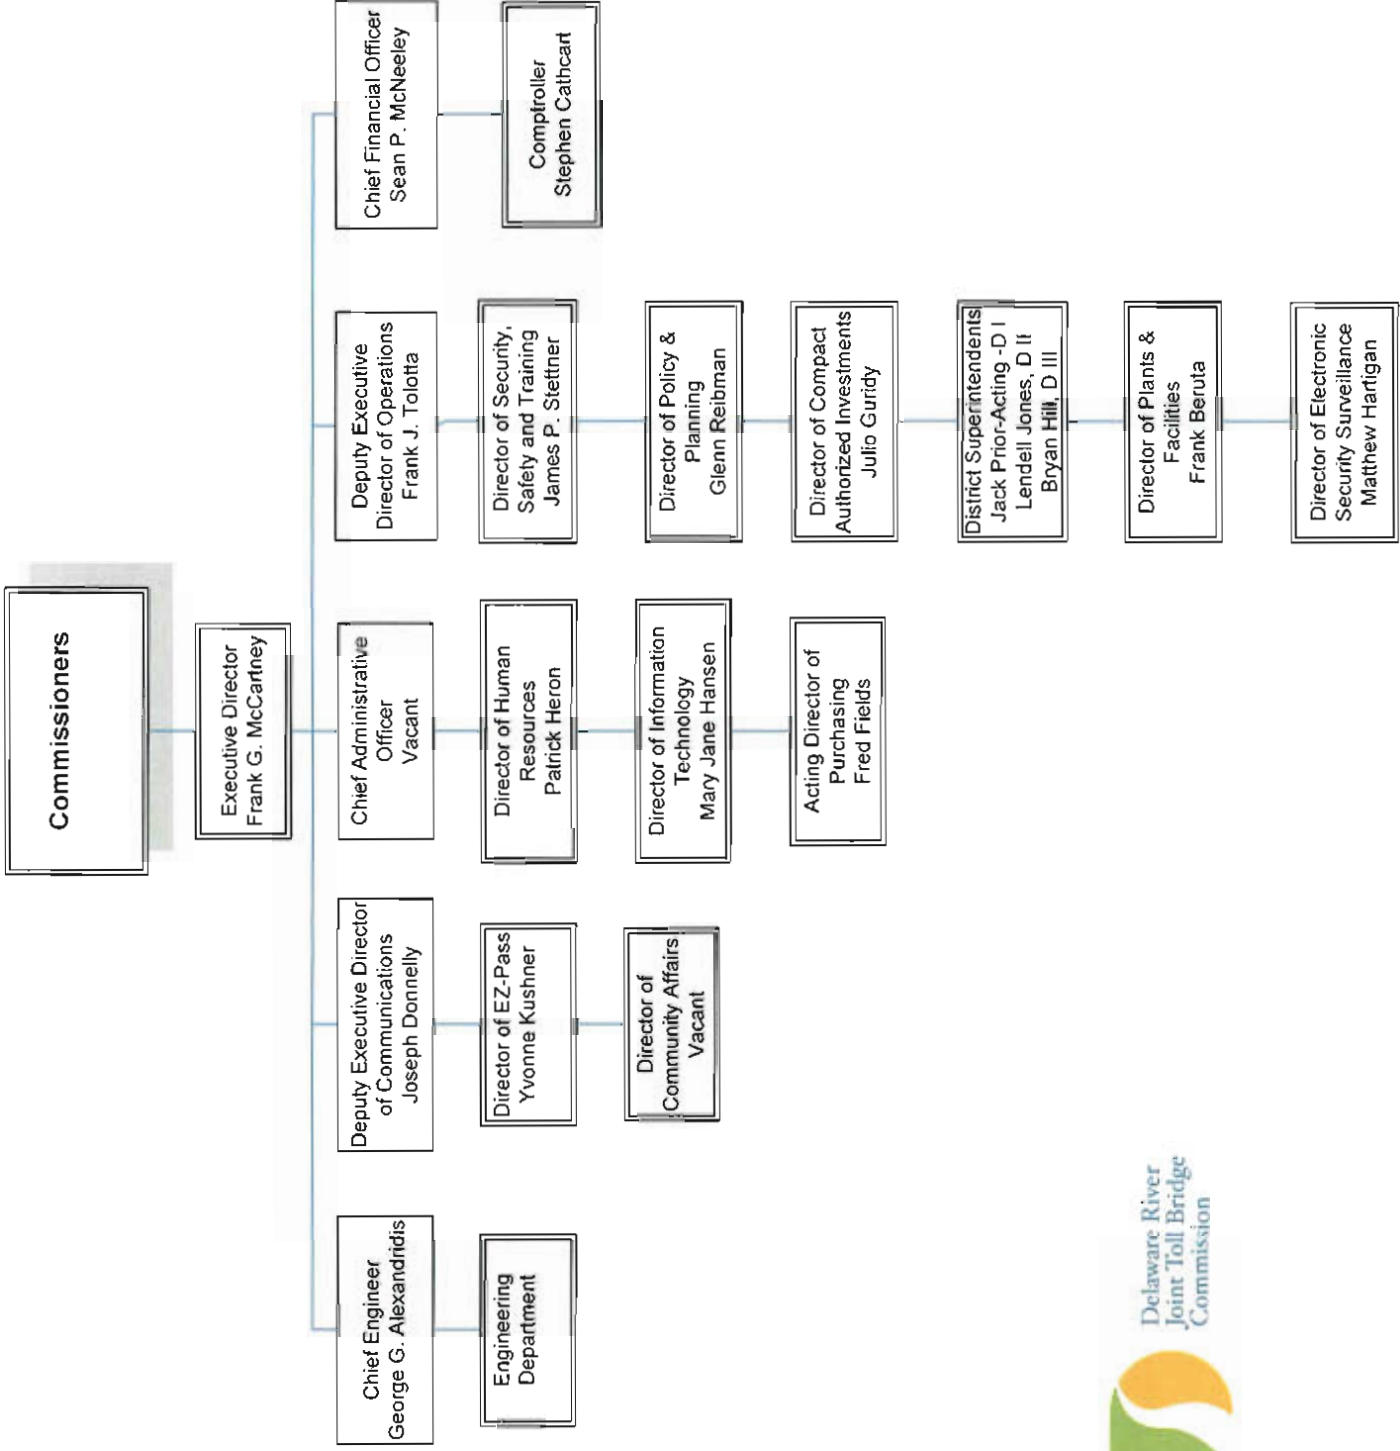 Commissioners
Executive Director
Frank G. McCartney
Chief Engineer
George G. Alexandridis
Engineering
Department
Deputy Executive Director
of Communications
Joseph Donnelly
Director of EZ-Pass
Yvonne Kushner
Director of
Community Affairs
Vacant
Chief Administrative
Officer
Vacant
Director of Human
Resources
Patrick Heron
Director of Information
Technology
Mary Jane Hansen
Acting Director of
Purchasing
Fred Fields
Deputy Executive
Director of Operations
Frank J. Tolotta
Director of Security,
Safety and Training
James P. Stettner
Director of Policy &
Planning
Glenn Reibman
Director of Compact
Authorized Investments
Julio Guridy
District Superintendents
Jack Prior-Acting -D I
Lendell Jones, D II
Bryan Hill, D III
Director of Plants &
Facilities
Frank Beruta
Director of Electronic
Security Surveillance
Matthew Hartigan
Chief Financial Officer
Sean P. McNeeley
Comptroller
Stephen Cathcart
Delaware River
Joint Toll Bridge
Commission